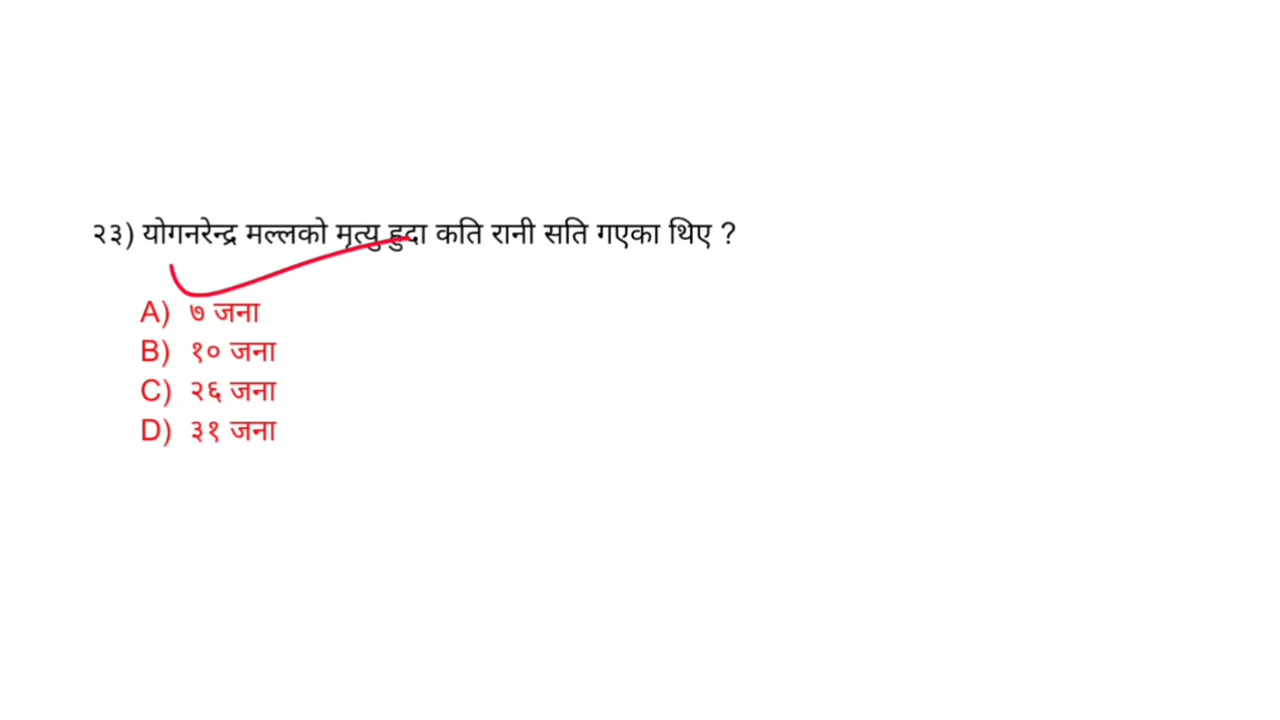 २३) योगनरेन्द्र मल्लको मृत्यु हुदा कति रानी सति गएका थिए ?
A) ७ जना
B) १० जना
C) २६ जना
D) ३१ जना